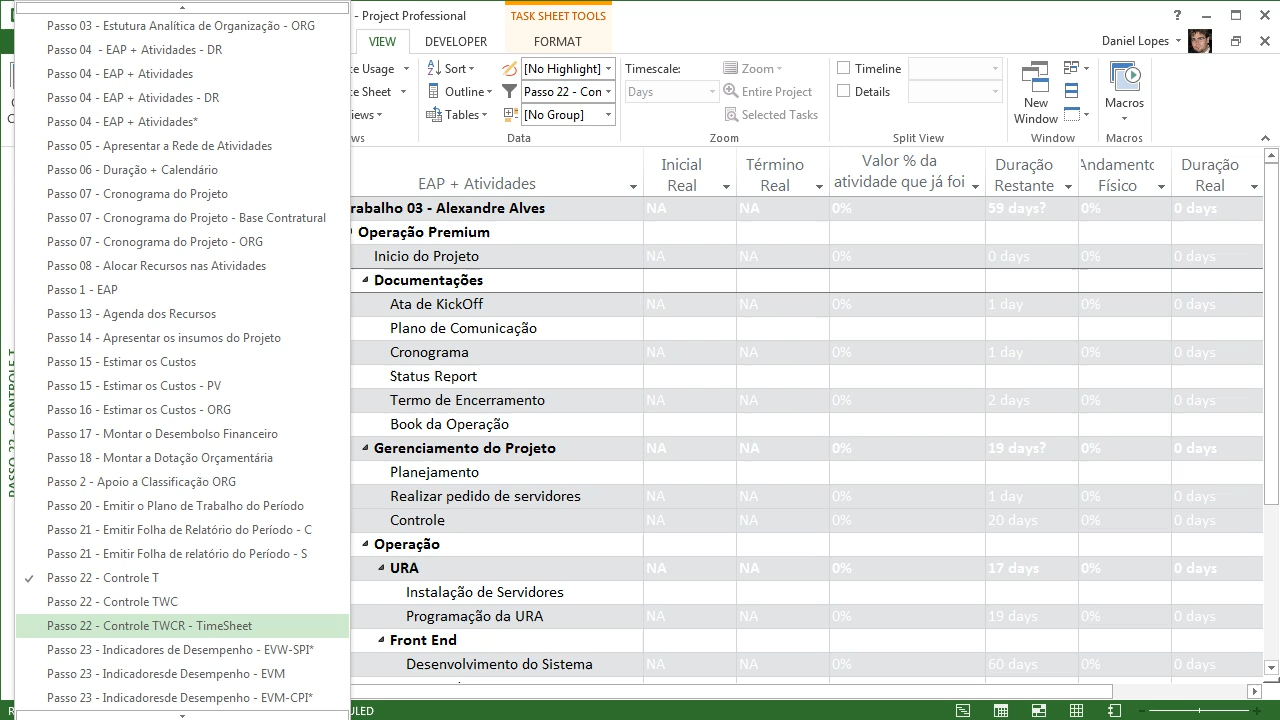 Passo 03 - Estrutura Analítica de Organização - ORG
Passo 04  - EAP + Atividades - DR
Passo 04 - EAP + Atividades
Passo 04 - EAP + Atividades - DR
Passo 04 - EAP + Atividades*
Passo 05 - Apresentar a Rede de Atividades
Passo 06 - Duração + Calendário
Passo 07 - Cronograma do Projeto
Passo 07 - Cronograma do Projeto - Base Contratural
Passo 07 - Cronograma do Projeto - ORG
Passo 08 - Alocar Recursos nas Atividades
Passo 1 - EAP
Passo 13 - Agenda dos Recursos
Passo 14 - Apresentar os insumos do Projeto
Passo 15 - Estimar os Custos
Passo 15 - Estimar os Custos - PV
Passo 16 - Estimar os Custos - ORG
Passo 17 - Montar o Desembolso Financeiro
Passo 18 - Montar a Dotação Orçamentária
Passo 2 - Apoio a Classificação ORG
Passo 20 - Emitir o Plano de Trabalho do Período
Passo 21 - Emitir Folha de Relatório do Período - C
Passo 21 - Emitir Folha de relatório do Período - S
Passo 22 - Controle T
Passo 22 - Controle TWC
Passo 22 - Controle TWCR - TimeSheet
Passo 23 - Indicadores de Desempenho - EVW-SPI*
Passo 23 - Indicadoresde Desempenho - EVM
Passo 23 - Indicadoresde Desempenho - EVM-CPI*
- Project Professional
TASK SHEET TOOLS
VIEW DEVELOPER FORMAT
Daniel Lopes
ce Usage
ce Sheet
iews
ws
Sort
Outline
Tables
[No Highlight]
Passo 22 - Con
[No Group]
Data
Timescale:
Days
Zoom
Entire Project
Selected Tasks
Zoom
Timeline
Details
Split View
New
Window
Window
Macros
Macros
EAP + Atividades
Inicial
Real
Término
Real
Valor % da
atividade que já foi
Duração
Restante
Andamento
Físico
Duração
Real
rabalho 03 - Alexandre Alves NA NA 0% 59 days? 0% 0 days
Operação Premium
Inicio do Projeto NA NA 0% 0 days 0% 0 days
Documentações
Ata de KickOff NA NA 0% 1 day 0% 0 days
Plano de Comunicação
Cronograma NA NA 0% 1 day 0% 0 days
Status Report
Termo de Encerramento NA NA 0% 2 days 0% 0 days
Book da Operação
Gerenciamento do Projeto NA NA 0% 19 days? 0% 0 days
Planejamento
Realizar pedido de servidores NA NA 0% 1 day 0% 0 days
Controle NA NA 0% 20 days 0% 0 days
Operação
URA NA NA 0% 17 days 0% 0 days
Instalação de Servidores
Programação da URA NA NA 0% 19 days 0% 0 days
Front End
Desenvolvimento do Sistema NA NA 0% 60 days 0% 0 days
ULED